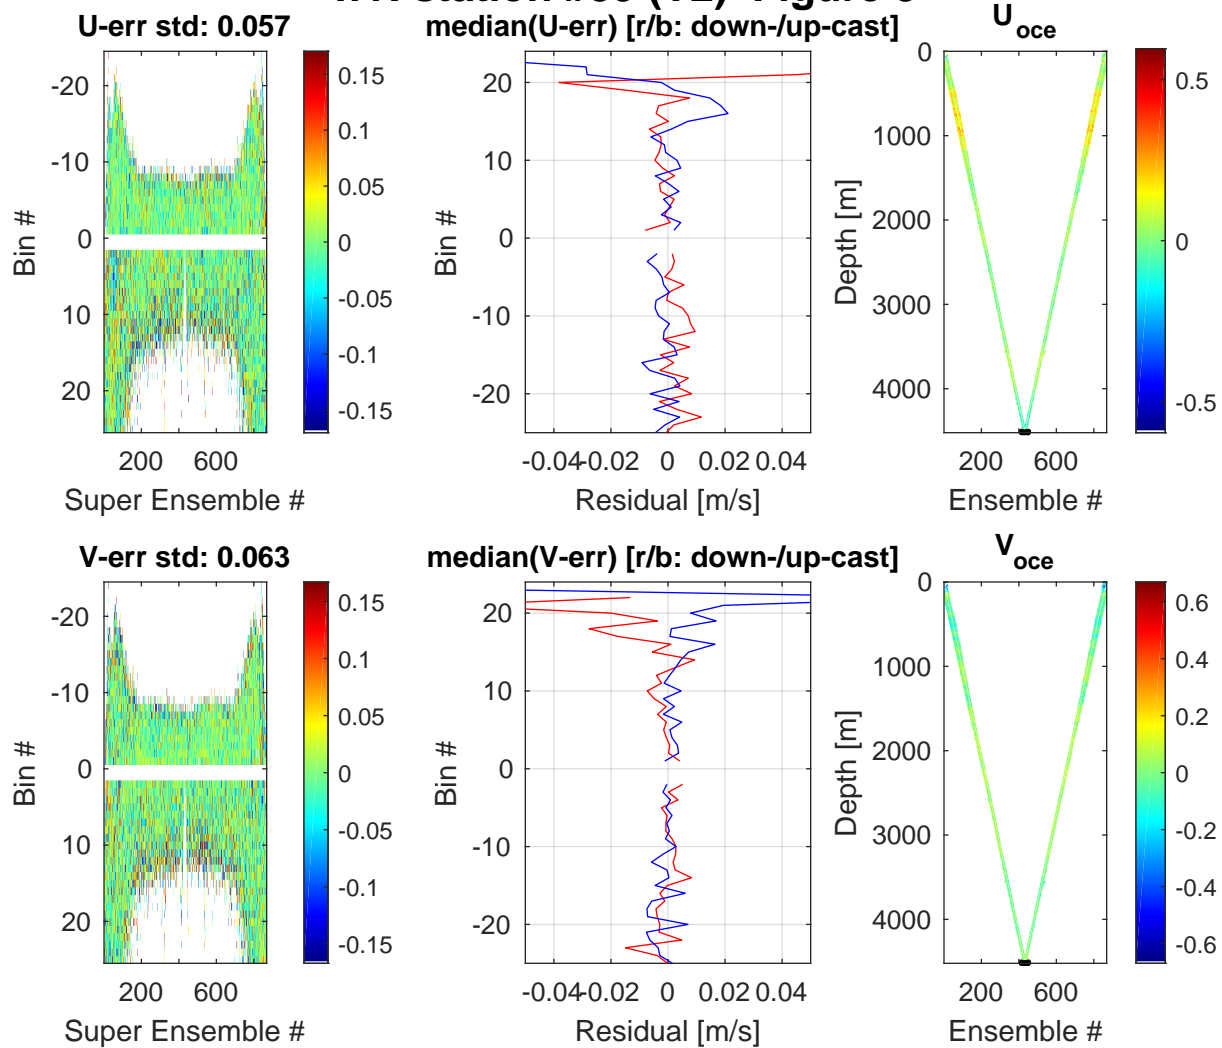 U-err std: 0.057
median(U-err) [r/b: down-/up-cast]
U_oce
-20
-10
0
10
20
Bin #
200 600
Super Ensemble #
0.15
0.1
0.05
0
-0.05
-0.1
-0.15
20
10
0
-10
-20
Bin #
-0.04 -0.02 0 0.02 0.04
Residual [m/s]
0
1000
2000
3000
4000
Depth [m]
200 600
Ensemble #
0.5
0
-0.5
V-err std: 0.063
median(V-err) [r/b: down-/up-cast]
V_oce
-20
-10
0
10
20
Bin #
200 600
Super Ensemble #
0.15
0.1
0.05
0
-0.05
-0.1
-0.15
20
10
0
-10
-20
Bin #
-0.04 -0.02 0 0.02 0.04
Residual [m/s]
0
1000
2000
3000
4000
Depth [m]
200 600
Ensemble #
0.6
0.4
0.2
0
-0.2
-0.4
-0.6